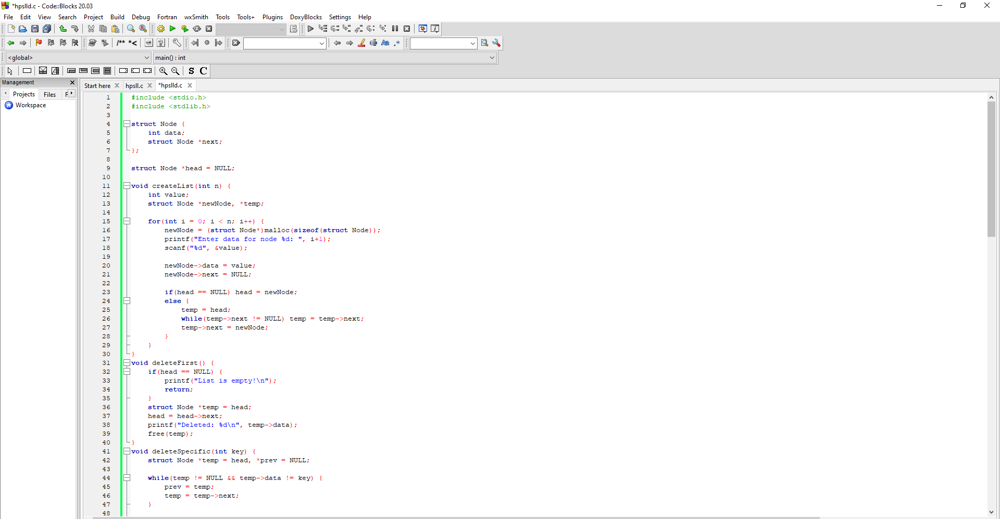 *hpslld.c - Code::Blocks 20.03
File Edit View Search Project Build Debug Fortran wxSmith Tools Tools+ Plugins DoxyBlocks Settings Help
/** *<
Aa .*
<global> main() : int
S C
Management
Start here hpsll.c *hpslld.c
Projects Files
Workspace
1 #include <stdio.h>
2 #include <stdlib.h>
3
4 struct Node {
5     int data;
6     struct Node *next;
7 };
8
9 struct Node *head = NULL;
10
11 void createList(int n) {
12     int value;
13     struct Node *newNode, *temp;
14
15     for(int i = 0; i < n; i++) {
16         newNode = (struct Node*)malloc(sizeof(struct Node));
17         printf("Enter data for node %d: ", i+1);
18         scanf("%d", &value);
19
20         newNode->data = value;
21         newNode->next = NULL;
22
23         if(head == NULL) head = newNode;
24         else {
25             temp = head;
26             while(temp->next != NULL) temp = temp->next;
27             temp->next = newNode;
28         }
29     }
30 }
31 void deleteFirst() {
32     if(head == NULL) {
33         printf("List is empty!\n");
34         return;
35     }
36     struct Node *temp = head;
37     head = head->next;
38     printf("Deleted: %d\n", temp->data);
39     free(temp);
40 }
41 void deleteSpecific(int key) {
42     struct Node *temp = head, *prev = NULL;
43
44     while(temp != NULL && temp->data != key) {
45         prev = temp;
46         temp = temp->next;
47     }
48